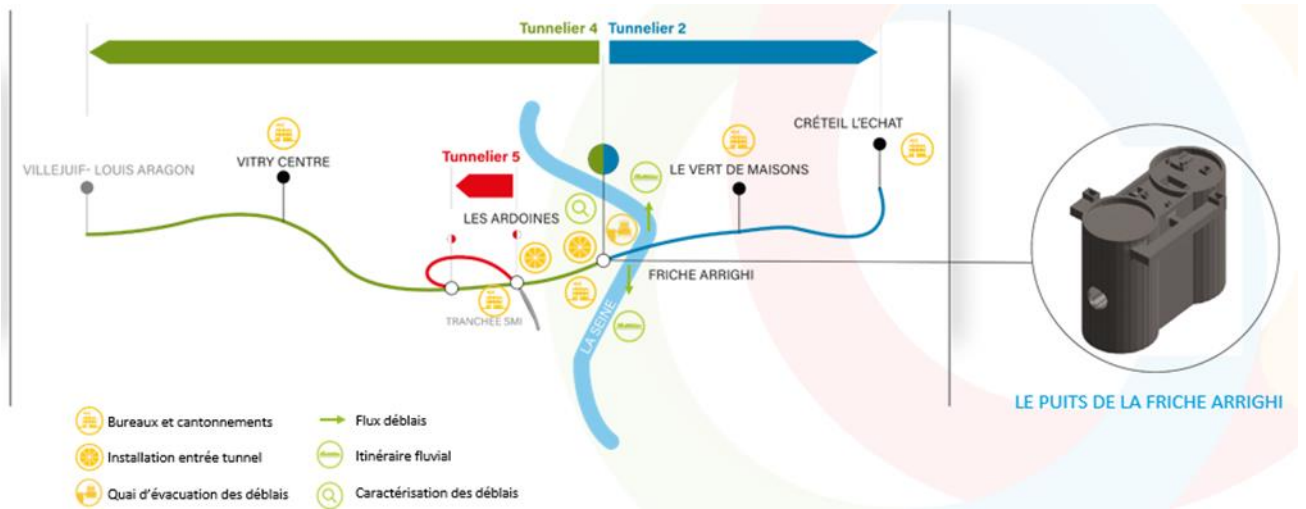 Tunnelier 4
Tunnelier 2
CRÉTEIL L'ECHAT
VITRY CENTRE
VILLEJUIF- LOUIS ARAGON
Tunnelier 5
LE VERT DE MAISONS
LES ARDOINES
FRICHE ARRIGHI
TRANCHÉE SMI
LA SEINE
LE PUITS DE LA FRICHE ARRIGHI
Bureaux et cantonnements
Flux déblais
Installation entrée tunnel
Itinéraire fluvial
Quai d'évacuation des déblais
Caractérisation des déblais